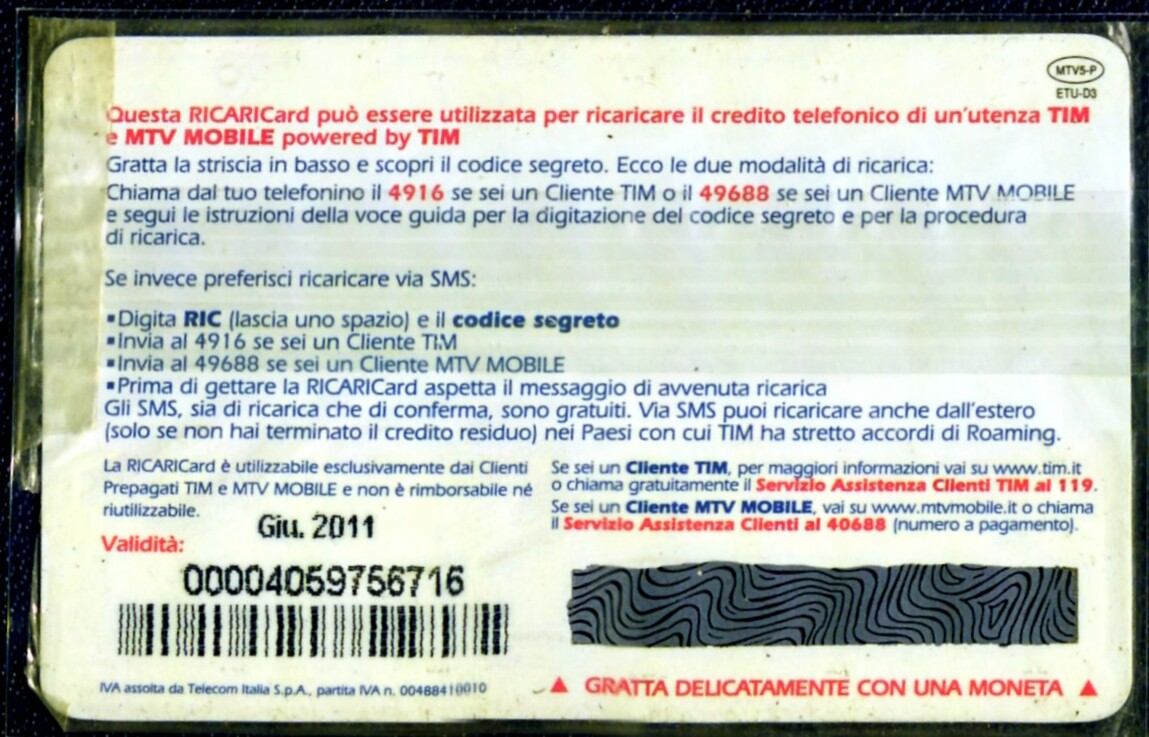 MTV5-P
ETU-D3
Questa RICARICard può essere utilizzata per ricaricare il credito telefonico di un'utenza TIM
e MTV MOBILE powered by TIM
Gratta la striscia in basso e scopri il codice segreto. Ecco le due modalità di ricarica:
Chiama dal tuo telefonino il 4916 se sei un Cliente TIM o il 49688 se sei un Cliente MTV MOBILE
e segui le istruzioni della voce guida per la digitazione del codice segreto e per la procedura
di ricarica.
Se invece preferisci ricaricare via SMS:
▪Digita RIC (lascia uno spazio) e il codice segreto
▪Invia al 4916 se sei un Cliente TIM
▪Invia al 49688 se sei un Cliente MTV MOBILE
▪Prima di gettare la RICARICard aspetta il messaggio di avvenuta ricarica
Gli SMS, sia di ricarica che di conferma, sono gratuiti. Via SMS puoi ricaricare anche dall'estero
(solo se non hai terminato il credito residuo) nei Paesi con cui TIM ha stretto accordi di Roaming.
La RICARICard è utilizzabile esclusivamente dai Clienti
Prepagati TIM e MTV MOBILE e non è rimborsabile né
riutilizzabile.
Validità: Giu. 2011
00004059756716
IVA assolta da Telecom Italia S.p.A., partita IVA n. 00488410010
Se sei un Cliente TIM, per maggiori informazioni vai su www.tim.it
o chiama gratuitamente il Servizio Assistenza Clienti TIM al 119.
Se sei un Cliente MTV MOBILE, vai su www.mtvmobile.it o chiama
il Servizio Assistenza Clienti al 40688 (numero a pagamento).
▲ GRATTA DELICATAMENTE CON UNA MONETA ▲